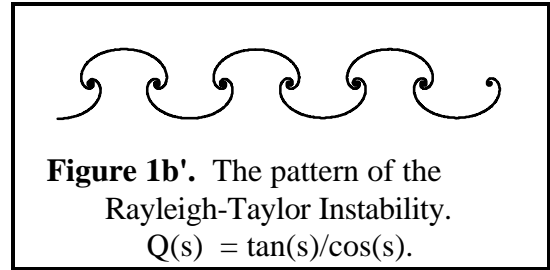 Figure 1b'. The pattern of the
Rayleigh-Taylor Instability.
Q(s) = tan(s)/cos(s).